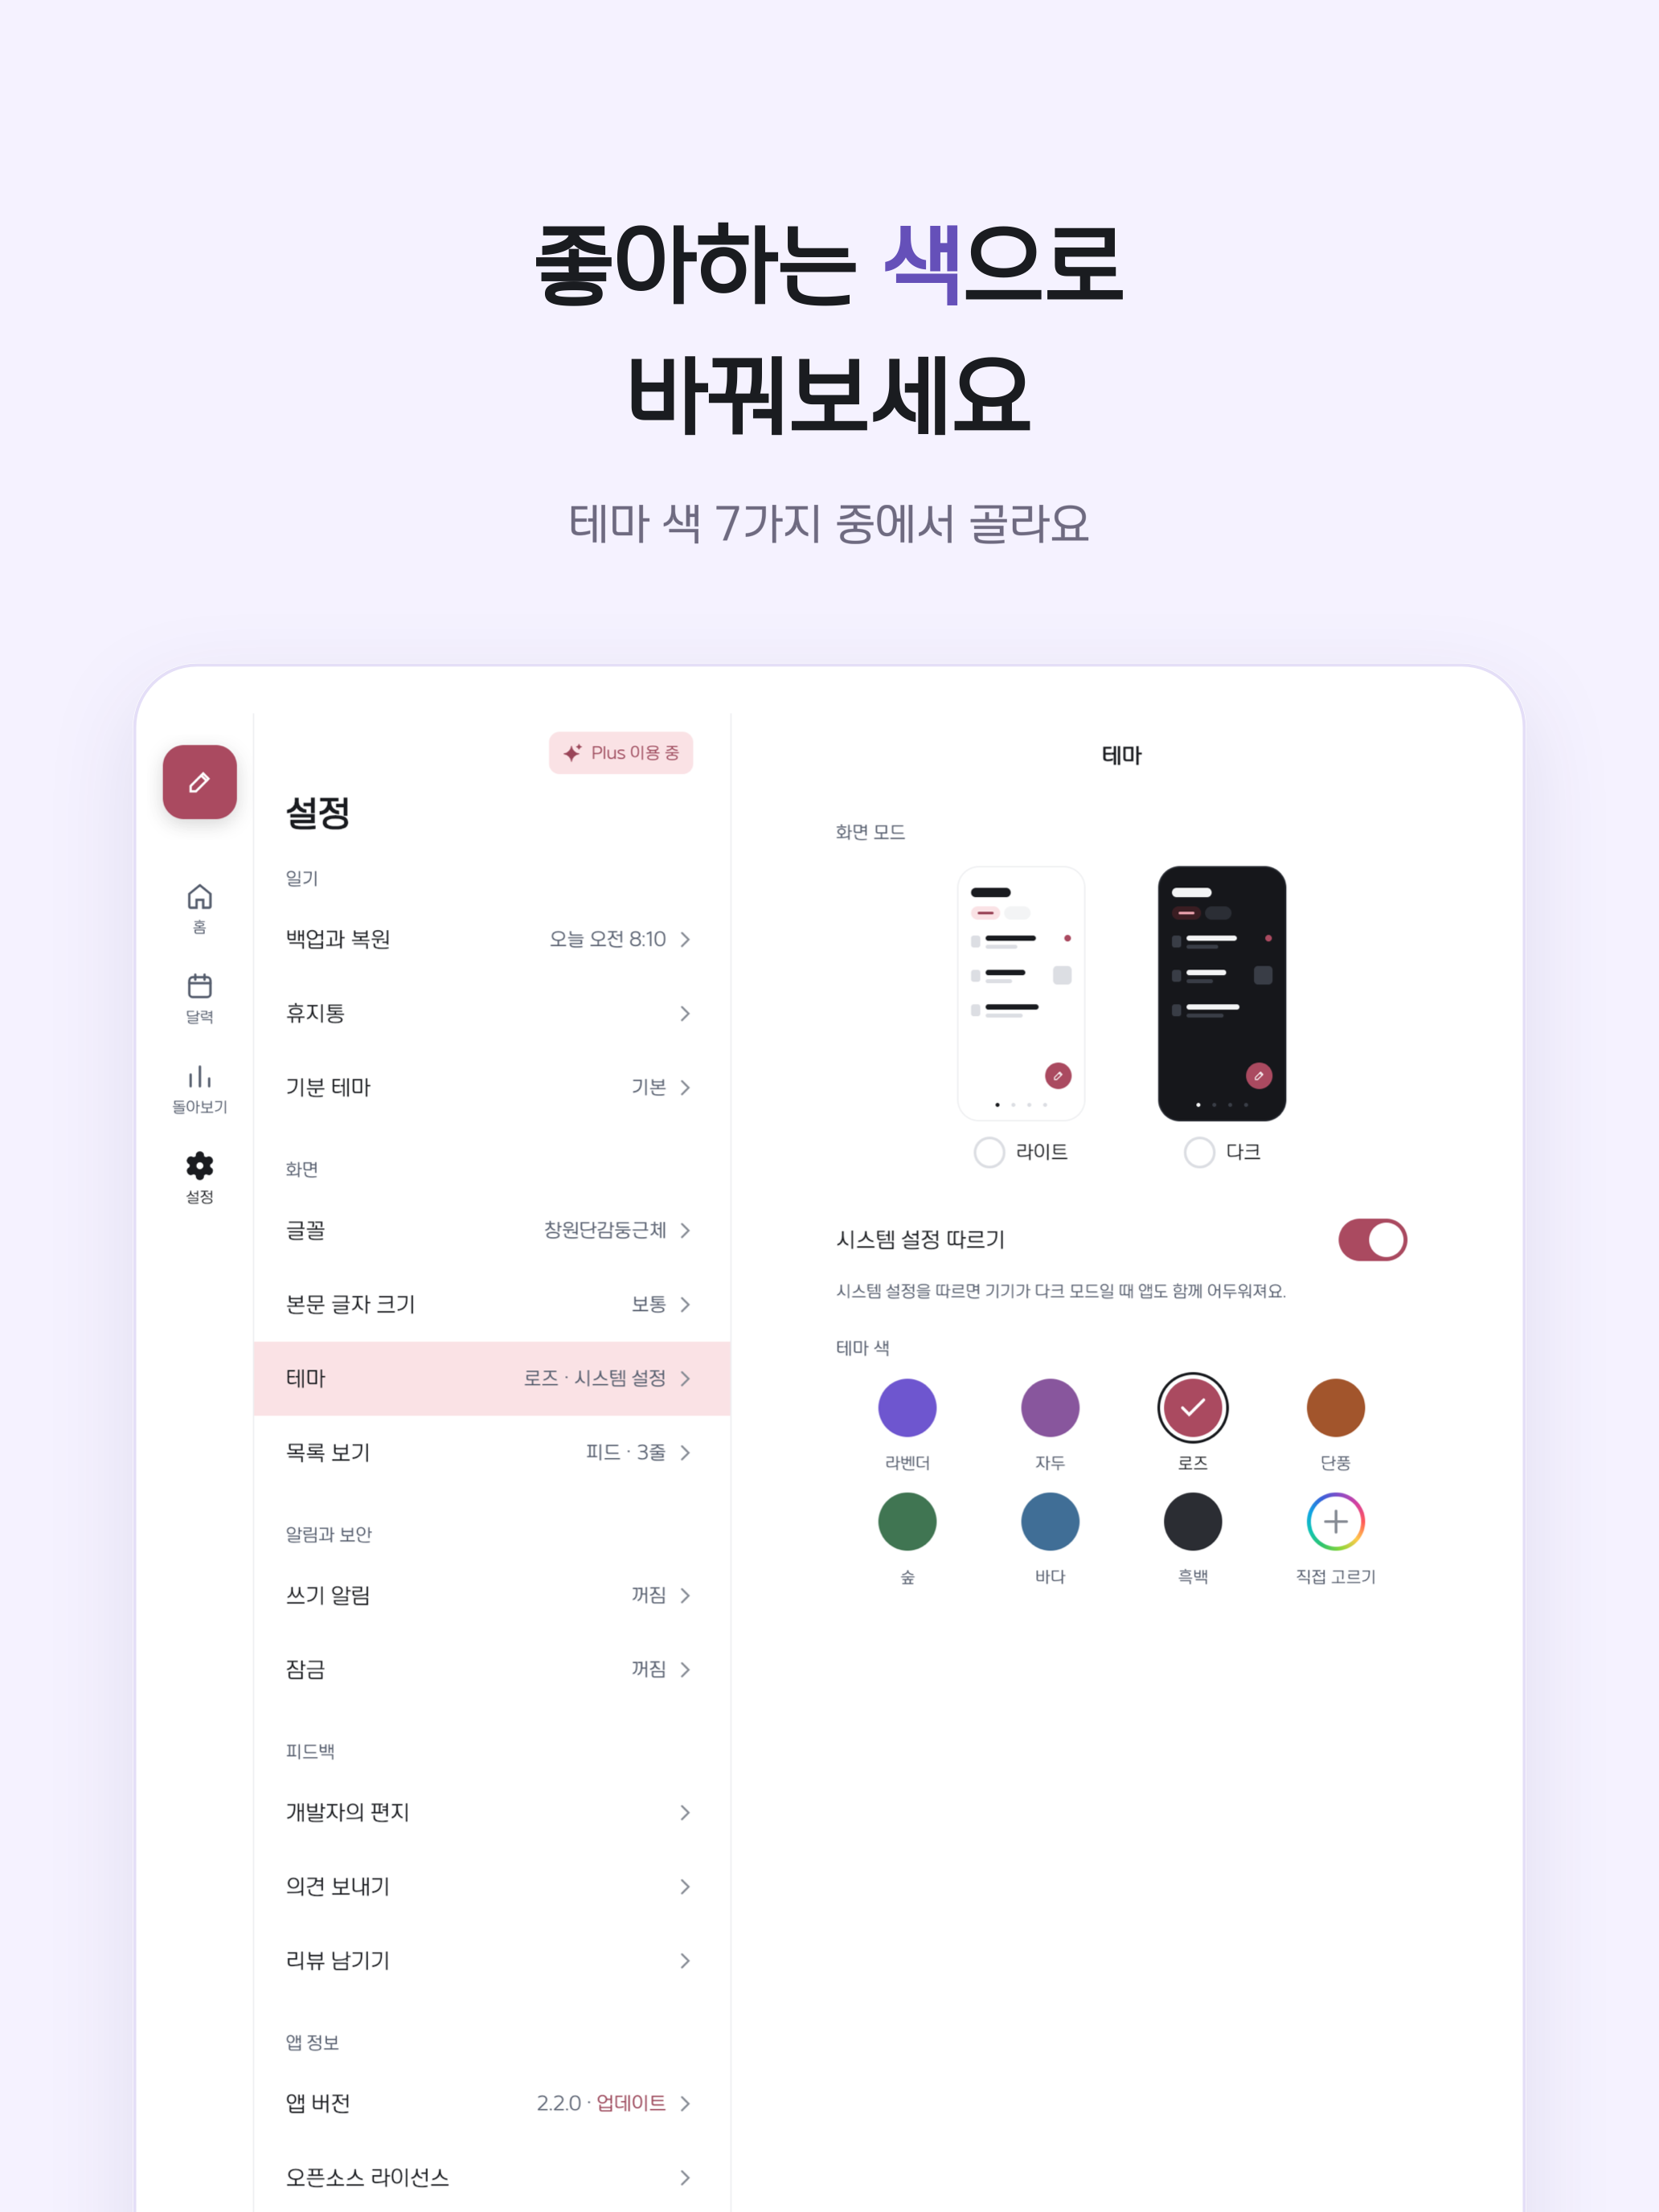 좋아하는 색으로
바꿔보세요
테마 색 7가지 중에서 골라요
홈
달력
돌아보기
설정
Plus 이용 중
설정
일기
백업과 복원 오늘 오전 8:10
휴지통
기분 테마 기본
화면
글꼴 창원단감둥근체
본문 글자 크기 보통
테마 로즈 · 시스템 설정
목록 보기 피드 · 3줄
알림과 보안
쓰기 알림 꺼짐
잠금 꺼짐
피드백
개발자의 편지
의견 보내기
리뷰 남기기
앱 정보
앱 버전 2.2.0 · 업데이트
오픈소스 라이선스
테마
화면 모드
라이트 다크
시스템 설정 따르기
시스템 설정을 따르면 기기가 다크 모드일 때 앱도 함께 어두워져요.
테마 색
라벤더 자두 로즈 단풍
숲 바다 흑백 직접 고르기